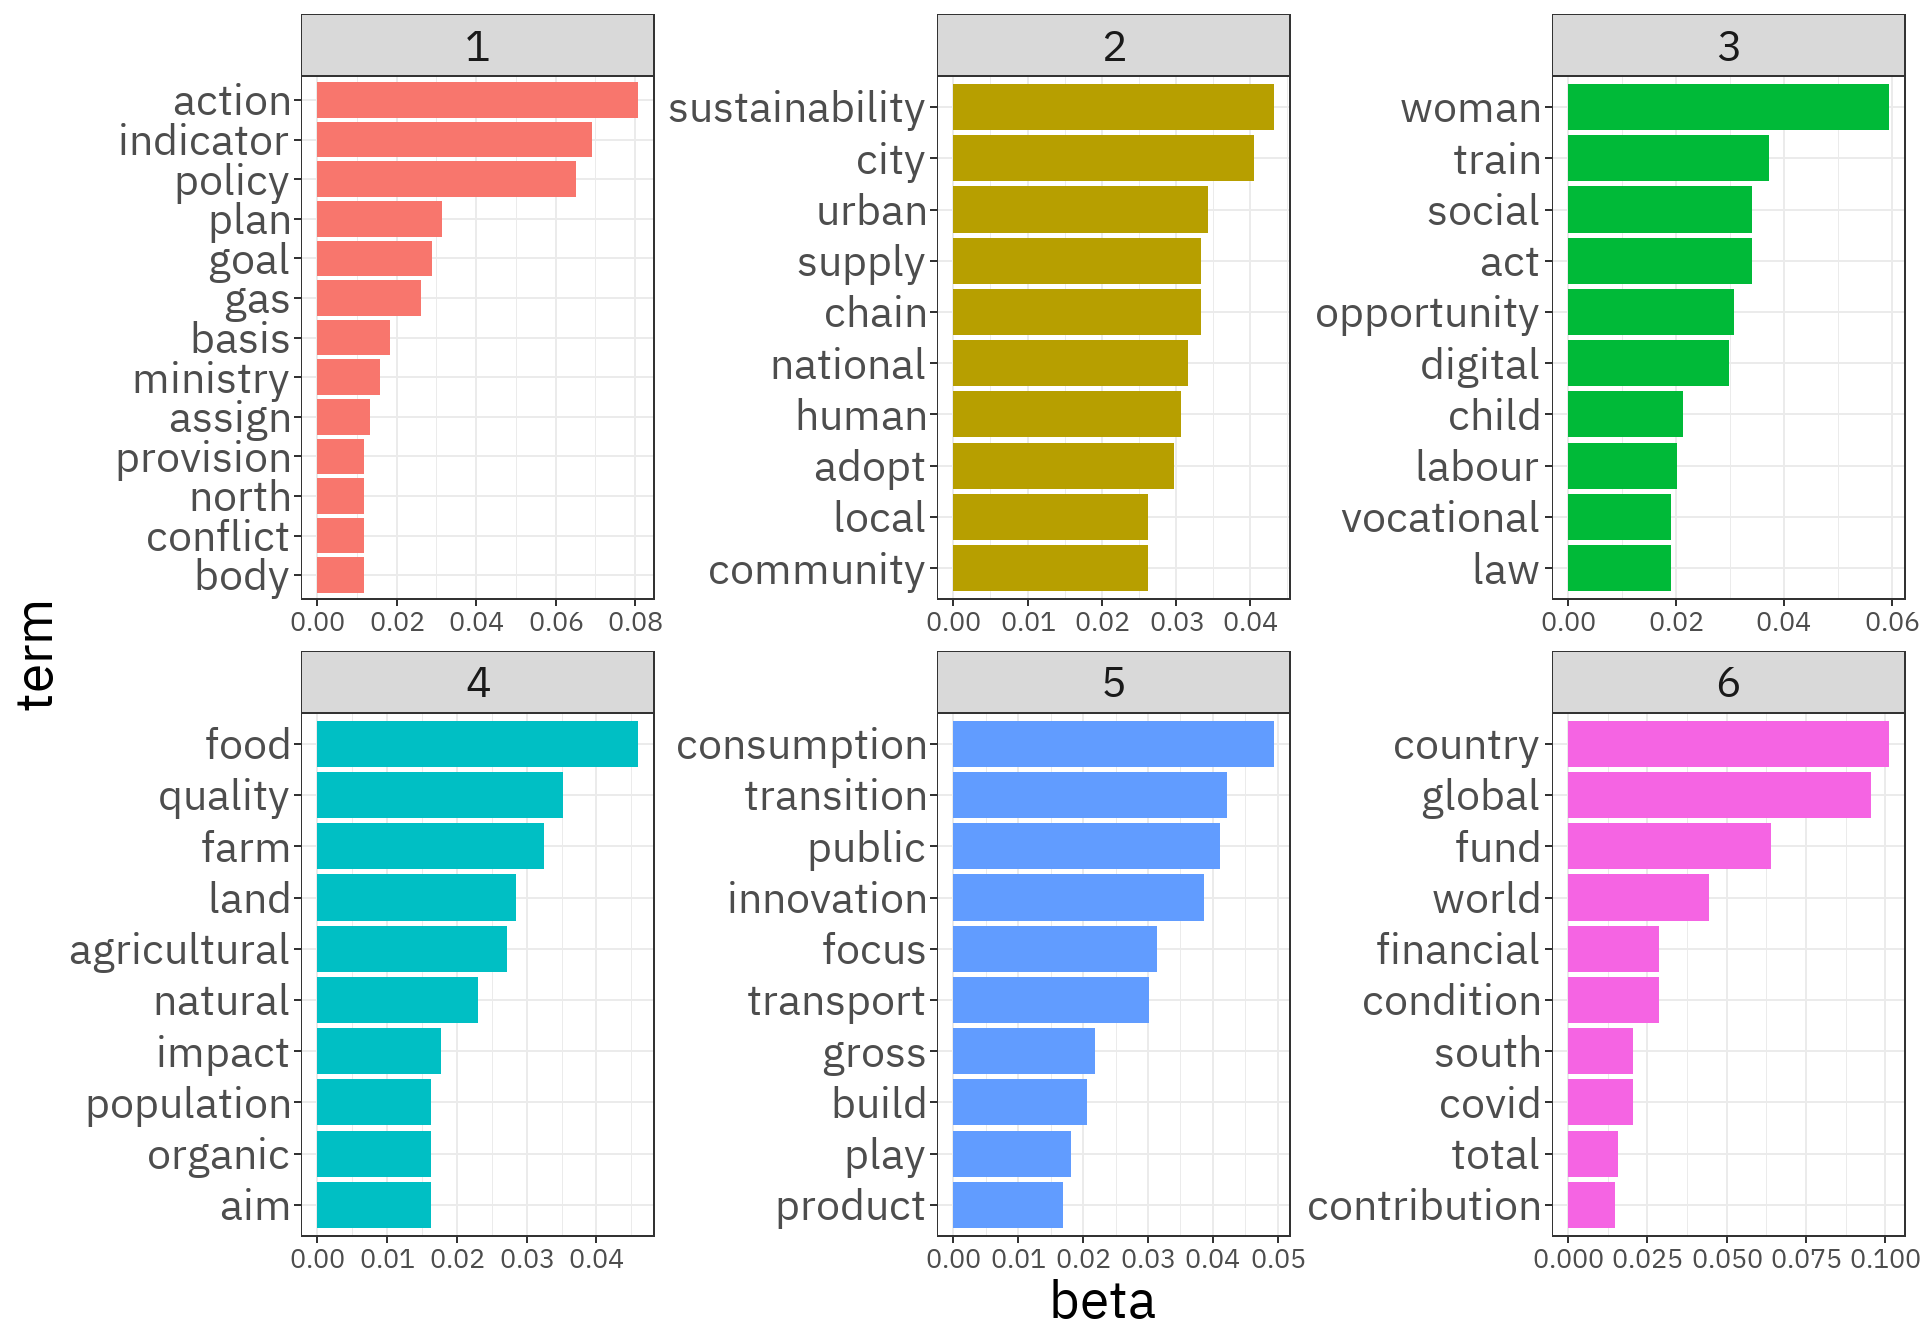 1
action
indicator
policy
plan
goal
gas
basis
ministry
assign
provision
north
conflict
body
0.00 0.02 0.04 0.06 0.08
2
sustainability
city
urban
supply
chain
national
human
adopt
local
community
0.00 0.01 0.02 0.03 0.04
3
woman
train
social
act
opportunity
digital
child
labour
vocational
law
0.00 0.02 0.04 0.06
term
4
food
quality
farm
land
agricultural
natural
impact
population
organic
aim
0.00 0.01 0.02 0.03 0.04
5
consumption
transition
public
innovation
focus
transport
gross
build
play
product
0.00 0.01 0.02 0.03 0.04 0.05
6
country
global
fund
world
financial
condition
south
covid
total
contribution
0.000 0.025 0.050 0.075 0.100
beta